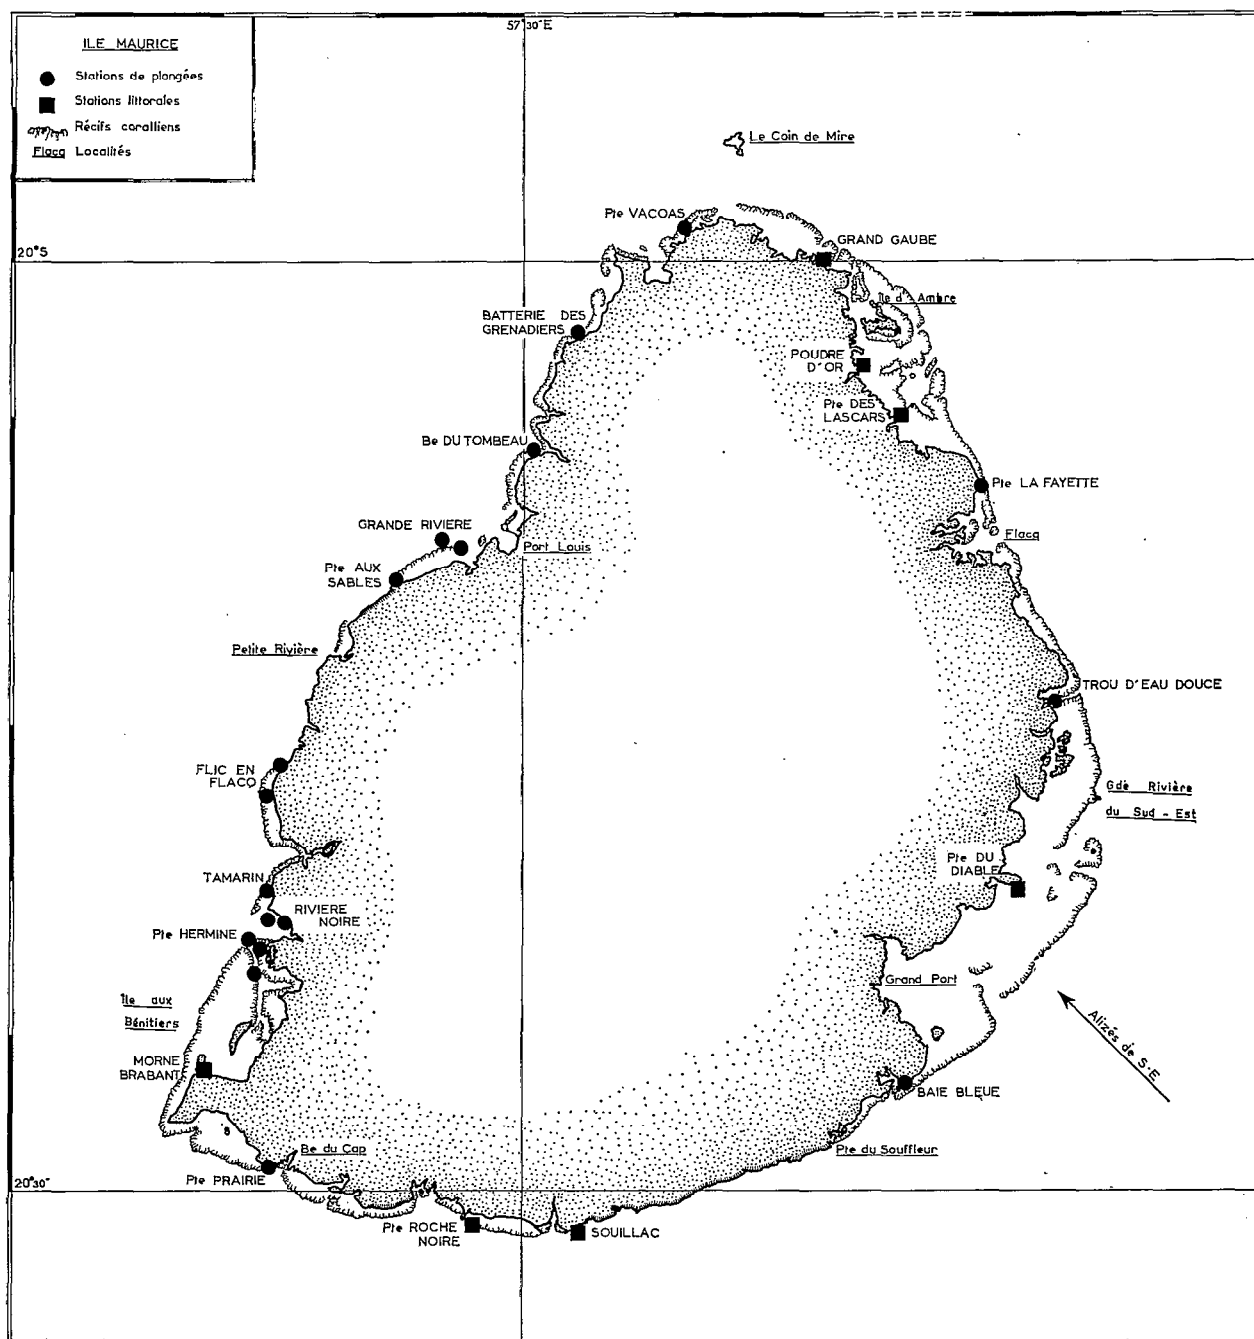 57°30'E
ILE MAURICE
Stations de plongées
Stations littorales
Récifs coralliens
Flacq Localités
Le Coin de Mire
Pte VACOAS
GRAND GAUBE
20°S
Ile d'Ambre
BATTERIE DES
GRENADIERS
POUDRE
D'OR
Pte DES
LASCARS
Be DU TOMBEAU
Pte LA FAYETTE
GRANDE RIVIERE
Flacq
Port Louis
Pte AUX
SABLES
Petite Rivière
TROU D'EAU DOUCE
FLIC EN
FLACQ
Gde Rivière
du Sud-Est
Pte DU
DIABLE
TAMARIN
RIVIERE
NOIRE
Pte HERMINE
Grand Port
Ile aux
Bénitiers
Alizés de S.E
MORNE
BRABANT
BAIE BLEUE
Be du Cap
Pte du Souffleur
Pte PRAIRIE
20°30'
Pte ROCHE
NOIRE
SOUILLAC